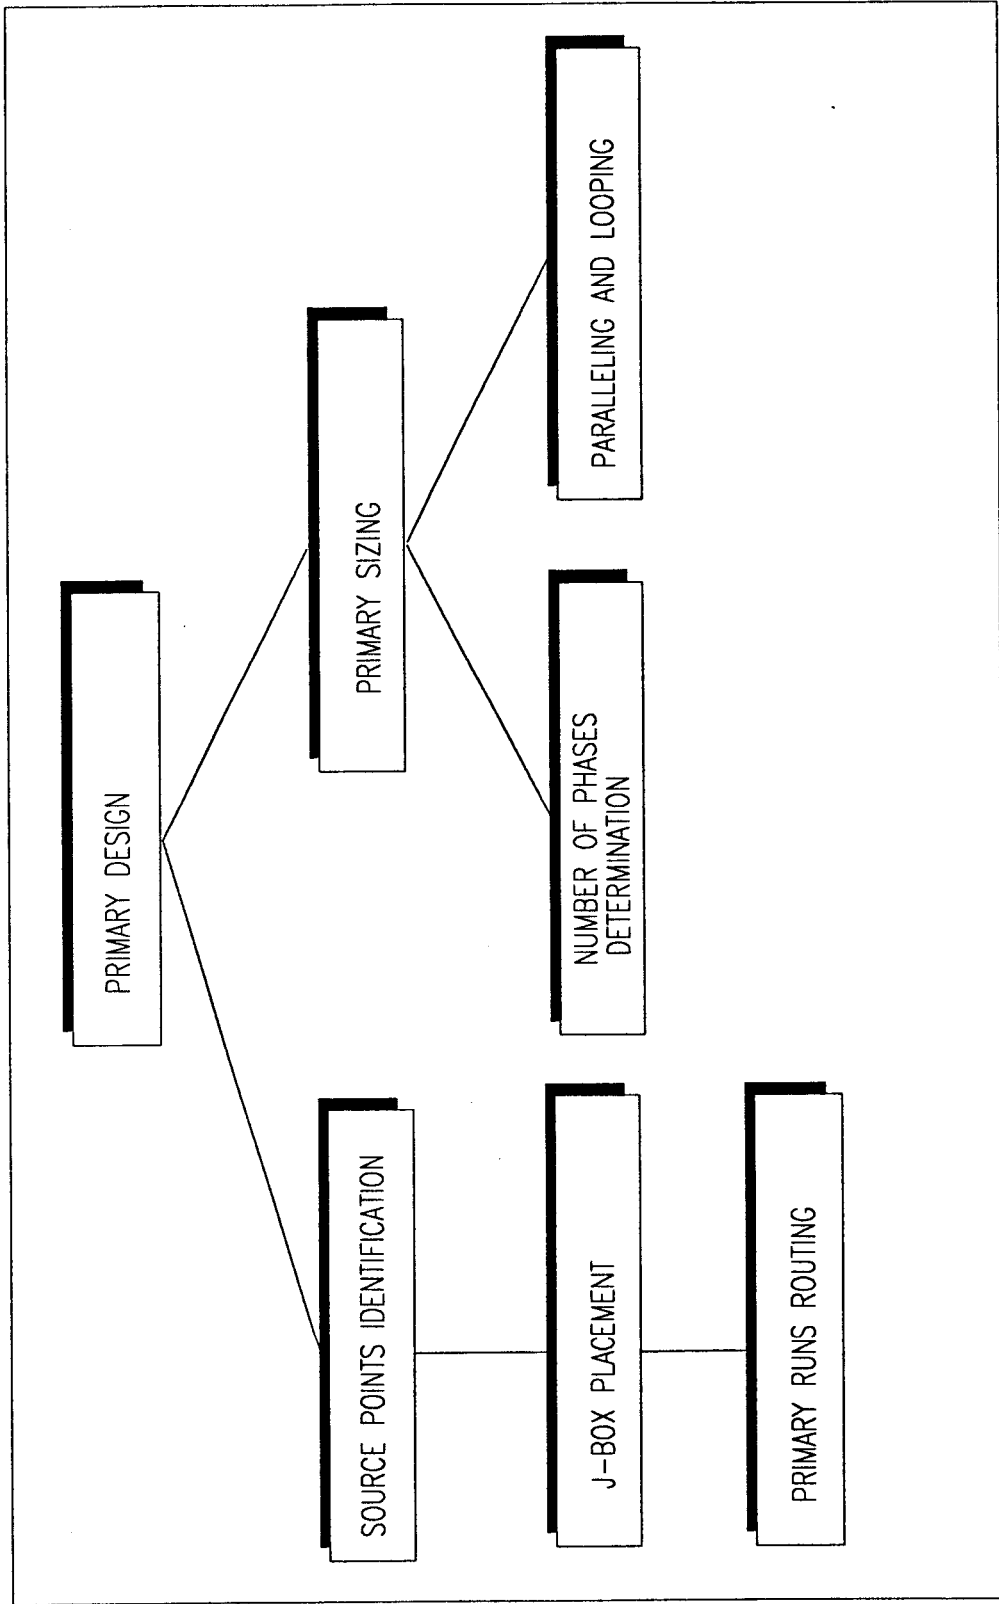 PRIMARY DESIGN
SOURCE POINTS IDENTIFICATION
PRIMARY SIZING
J-BOX PLACEMENT
NUMBER OF PHASES
DETERMINATION
PARALLELING AND LOOPING
PRIMARY RUNS ROUTING